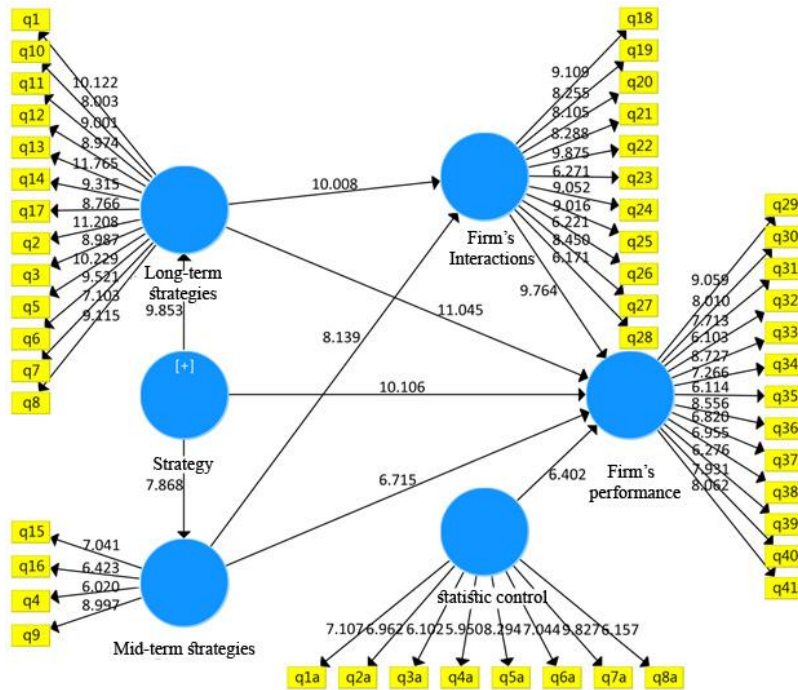 q1
q10
q11
q12
q13
q14
q17
q2
q3
q5
q6
q7
q8
10.122
8.003
9.001
8.974
11.765
9.315
8.766
11.208
8.987
10.229
9.521
7.103
9.115
Long-term
strategies
9.853
[+]
Strategy
7.868
q15
q16
q4
q9
7.041
6.423
6.020
8.997
Mid-term strategies
10.008
11.045
8.139
10.106
6.715
9.764
6.402
Firm's
Interactions
9.109
8.255
8.105
8.288
9.875
6.271
9.052
9.016
6.221
8.450
6.171
q18
q19
q20
q21
q22
q23
q24
q25
q26
q27
q28
Firm's
performance
9.059
8.010
7.713
6.103
8.727
7.266
6.114
8.556
6.820
6.955
6.276
7.931
8.062
q29
q30
q31
q32
q33
q34
q35
q36
q37
q38
q39
q40
q41
statistic control
7.107 6.962 6.102 5.950 8.294 7.044 9.827 6.157
q1a q2a q3a q4a q5a q6a q7a q8a